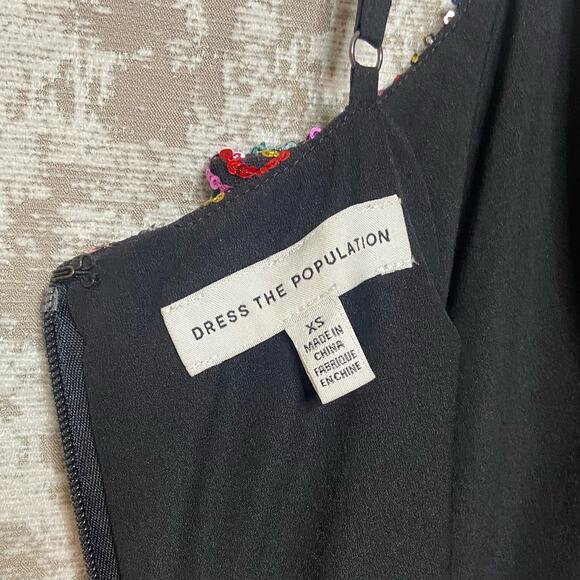 DRESS THE POPULATION
XS
MADE IN
CHINA
FABRIQUE
EN CHINE